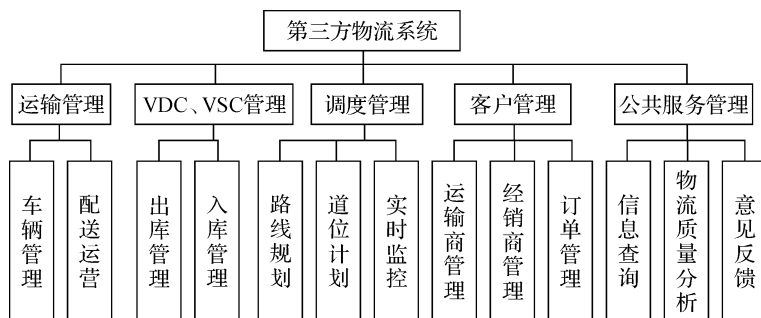 第三方物流系统
运输管理
VDC、VSC管理
调度管理
客户管理
公共服务管理
车辆管理
配送运营
出库管理
入库管理
路线规划
道位计划
实时监控
运输商管理
经销商管理
订单管理
信息查询
物流质量分析
意见反馈